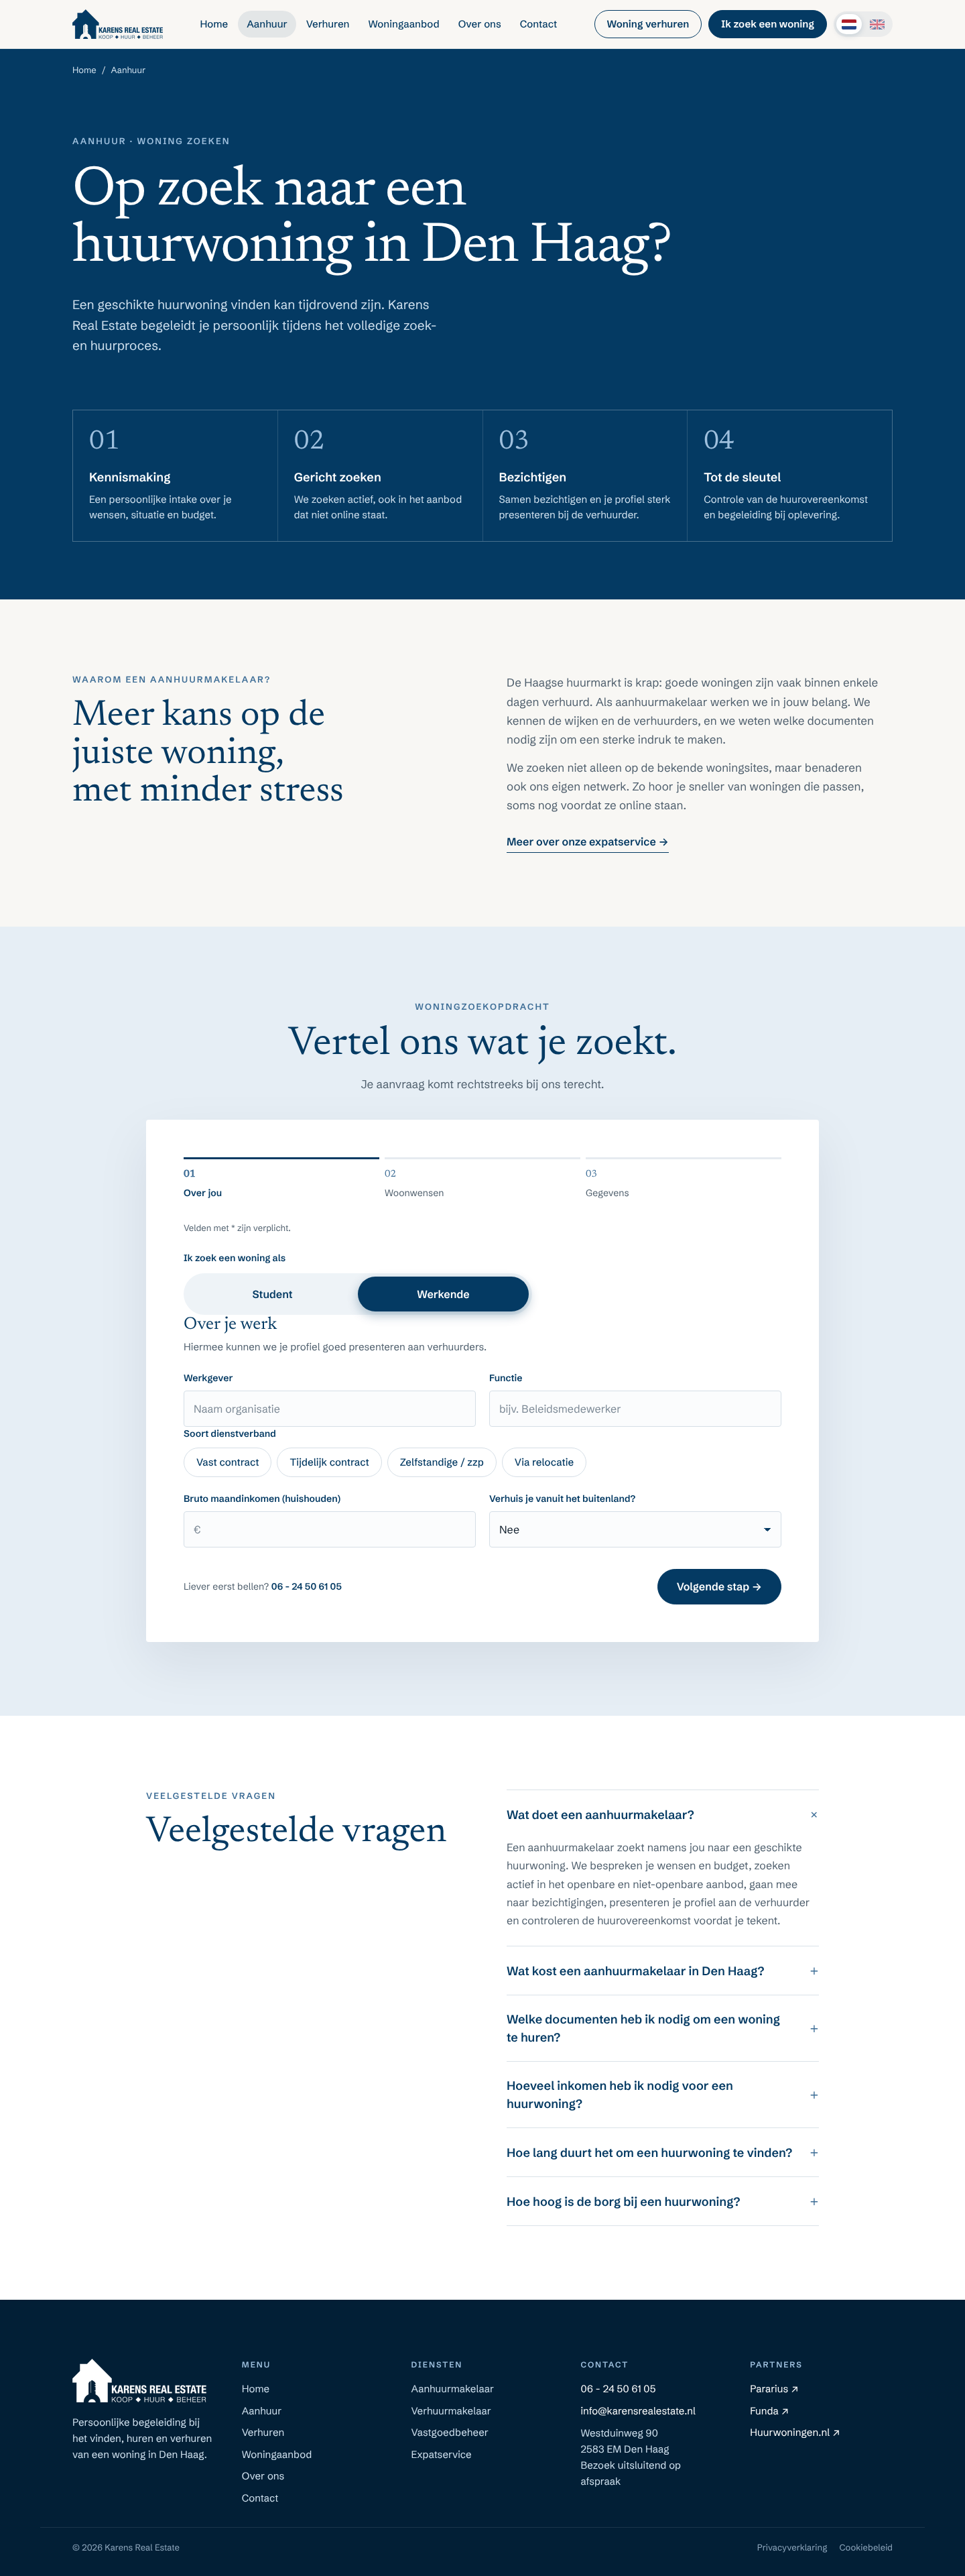 KARENS REAL ESTATE
KOOP ◆ HUUR ◆ BEHEER
Home Aanhuur Verhuren Woningaanbod Over ons Contact Woning verhuren Ik zoek een woning
Home / Aanhuur
AANHUUR · WONING ZOEKEN
Op zoek naar een
huurwoning in Den Haag?
Een geschikte huurwoning vinden kan tijdrovend zijn. Karens
Real Estate begeleidt je persoonlijk tijdens het volledige zoek-
en huurproces.
01
Kennismaking
Een persoonlijke intake over je
wensen, situatie en budget.
02
Gericht zoeken
We zoeken actief, ook in het aanbod
dat niet online staat.
03
Bezichtigen
Samen bezichtigen en je profiel sterk
presenteren bij de verhuurder.
04
Tot de sleutel
Controle van de huurovereenkomst
en begeleiding bij oplevering.
WAAROM EEN AANHUURMAKELAAR?
Meer kans op de
juiste woning,
met minder stress
De Haagse huurmarkt is krap: goede woningen zijn vaak binnen enkele
dagen verhuurd. Als aanhuurmakelaar werken we in jouw belang. We
kennen de wijken en de verhuurders, en we weten welke documenten
nodig zijn om een sterke indruk te maken.
We zoeken niet alleen op de bekende woningsites, maar benaderen
ook ons eigen netwerk. Zo hoor je sneller van woningen die passen,
soms nog voordat ze online staan.
Meer over onze expatservice →
WONINGZOEKOPDRACHT
Vertel ons wat je zoekt.
Je aanvraag komt rechtstreeks bij ons terecht.
01 02 03
Over jou Woonwensen Gegevens
Velden met * zijn verplicht.
Ik zoek een woning als
Student Werkende
Over je werk
Hiermee kunnen we je profiel goed presenteren aan verhuurders.
Werkgever Functie
Naam organisatie bijv. Beleidsmedewerker
Soort dienstverband
Vast contract Tijdelijk contract Zelfstandige / zzp Via relocatie
Bruto maandinkomen (huishouden) Verhuis je vanuit het buitenland?
€ Nee
Liever eerst bellen? 06 - 24 50 61 05 Volgende stap →
VEELGESTELDE VRAGEN
Veelgestelde vragen
Wat doet een aanhuurmakelaar? ×
Een aanhuurmakelaar zoekt namens jou naar een geschikte
huurwoning. We bespreken je wensen en budget, zoeken
actief in het openbare en niet-openbare aanbod, gaan mee
naar bezichtigingen, presenteren je profiel aan de verhuurder
en controleren de huurovereenkomst voordat je tekent.
Wat kost een aanhuurmakelaar in Den Haag? +
Welke documenten heb ik nodig om een woning
te huren? +
Hoeveel inkomen heb ik nodig voor een
huurwoning? +
Hoe lang duurt het om een huurwoning te vinden? +
Hoe hoog is de borg bij een huurwoning? +
KARENS REAL ESTATE
KOOP ◆ HUUR ◆ BEHEER
Persoonlijke begeleiding bij
het vinden, huren en verhuren
van een woning in Den Haag.
MENU
Home
Aanhuur
Verhuren
Woningaanbod
Over ons
Contact
DIENSTEN
Aanhuurmakelaar
Verhuurmakelaar
Vastgoedbeheer
Expatservice
CONTACT
06 - 24 50 61 05
info@karensrealestate.nl
Westduinweg 90
2583 EM Den Haag
Bezoek uitsluitend op
afspraak
PARTNERS
Pararius ↗
Funda ↗
Huurwoningen.nl ↗
© 2026 Karens Real Estate Privacyverklaring Cookiebeleid